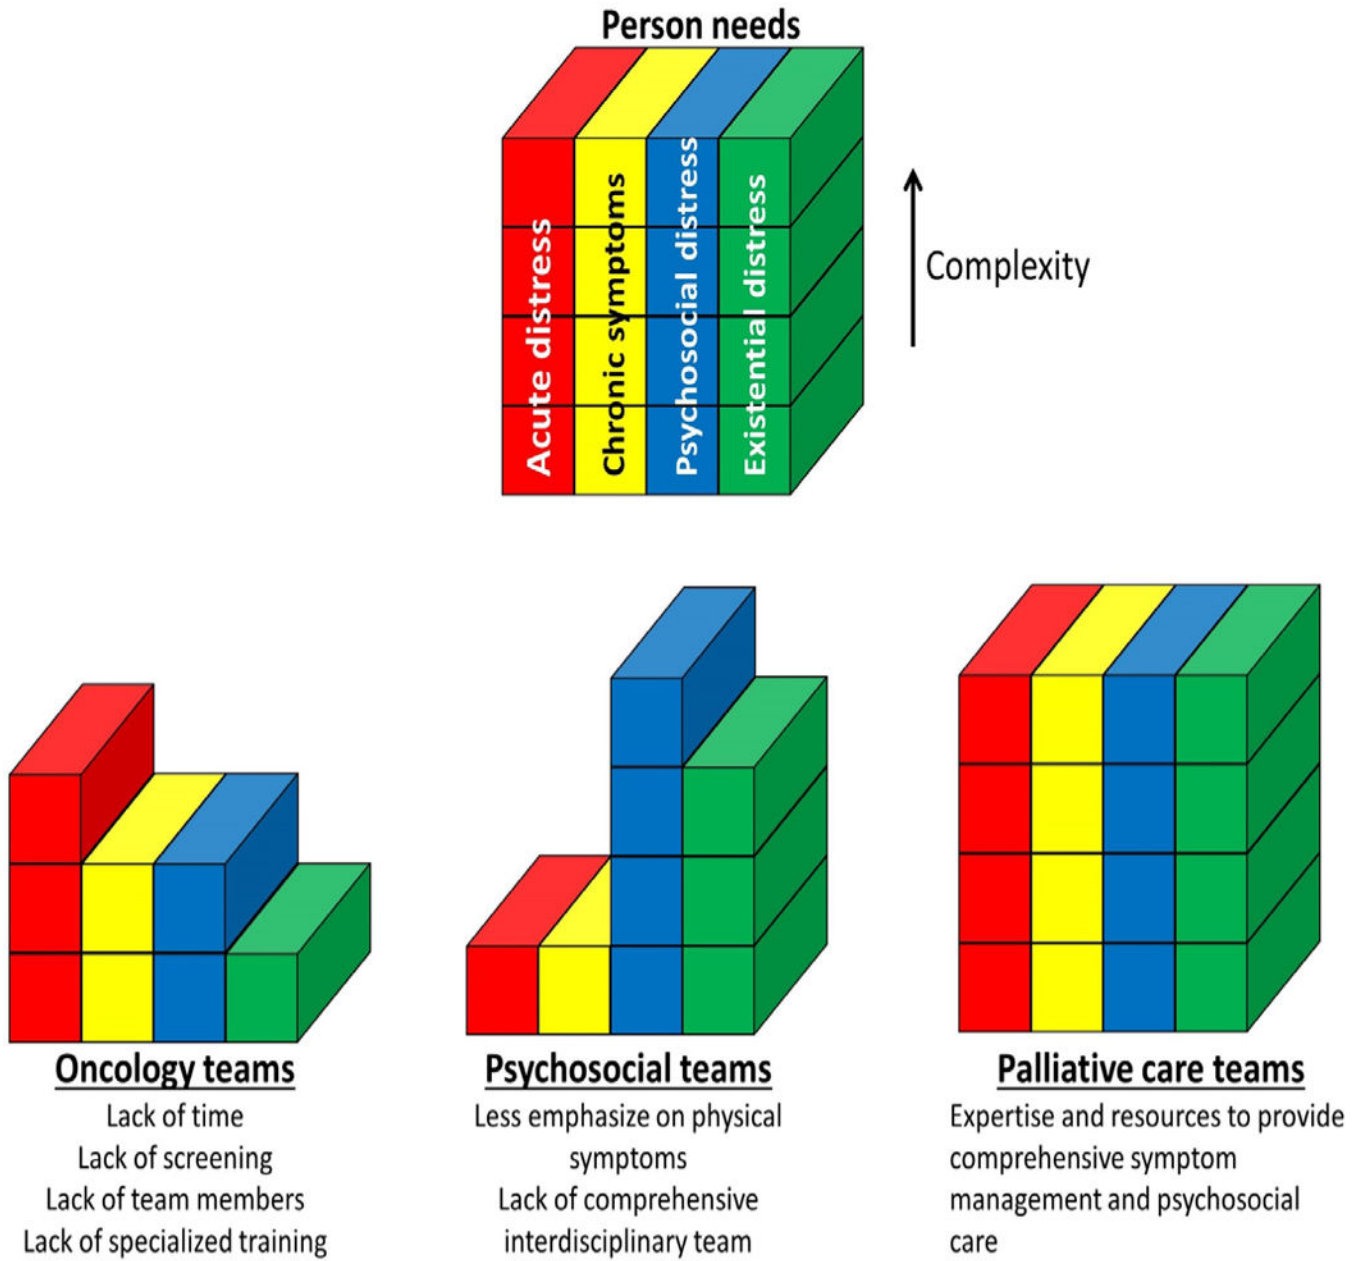 Person needs
Acute distress
Chronic symptoms
Psychosocial distress
Existential distress
Complexity
Oncology teams
Lack of time
Lack of screening
Lack of team members
Lack of specialized training
Psychosocial teams
Less emphasize on physical
symptoms
Lack of comprehensive
interdisciplinary team
Palliative care teams
Expertise and resources to provide
comprehensive symptom
management and psychosocial
care